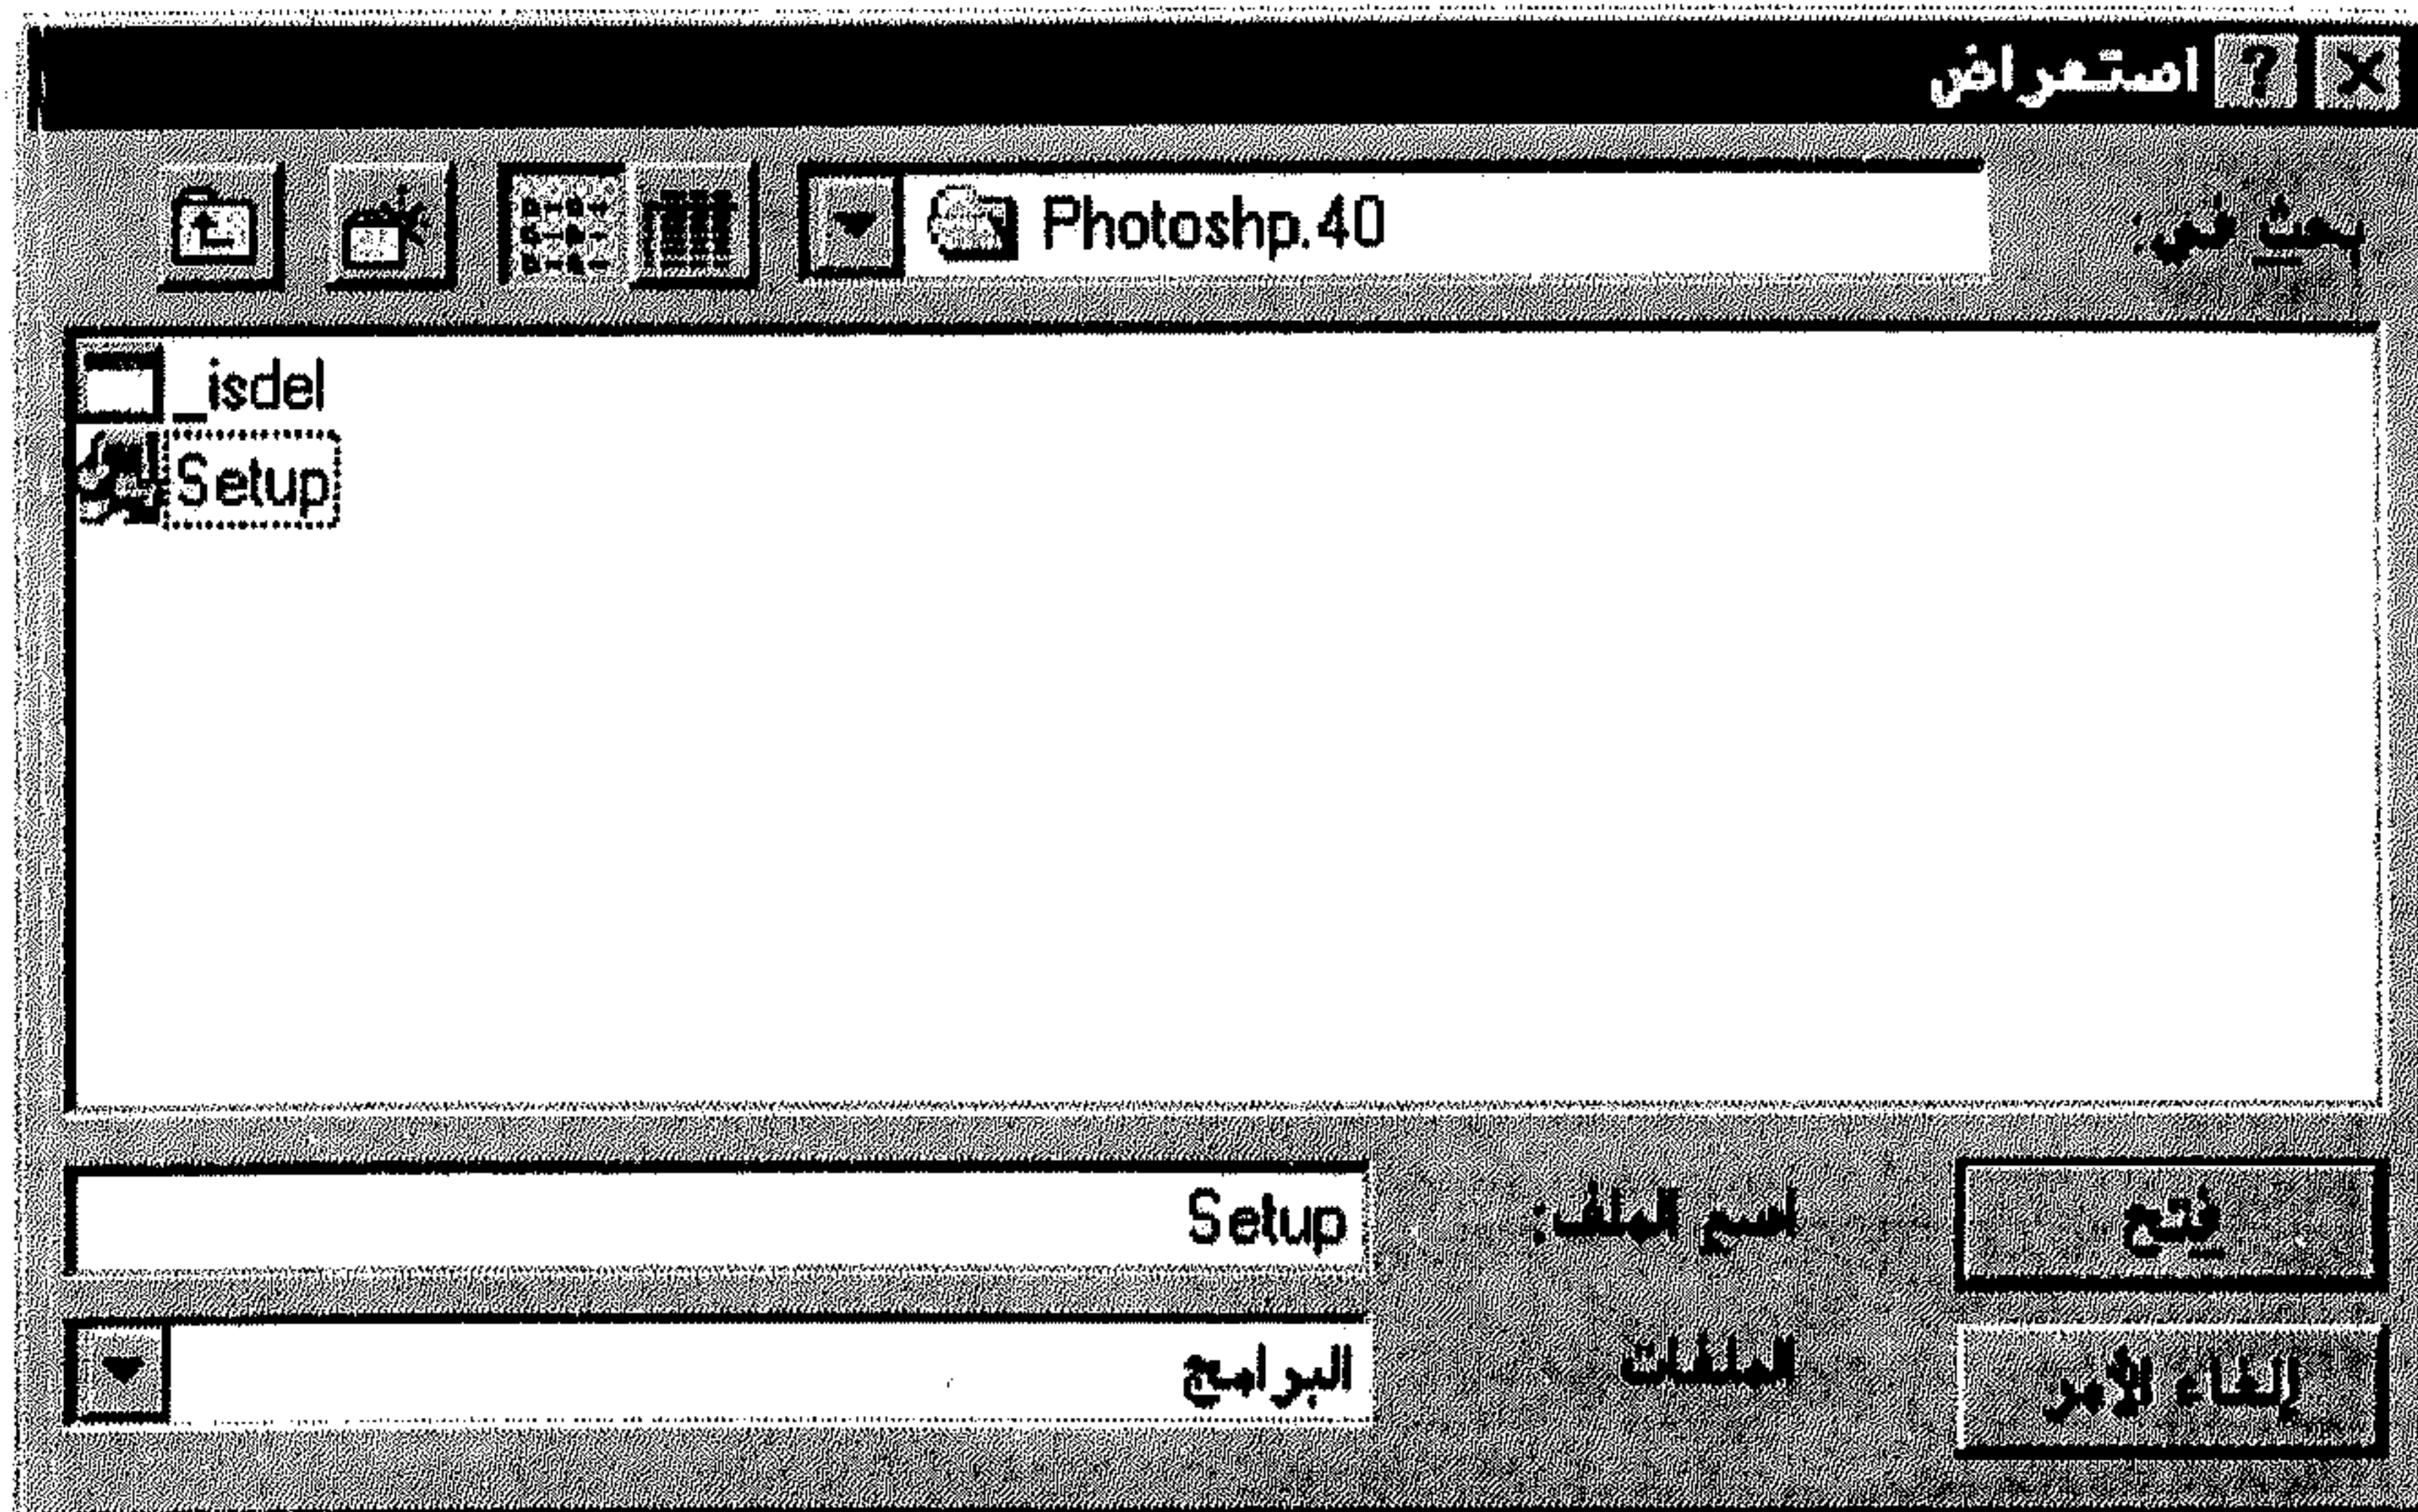 استعراض
بحث في: Photoshp.40
_isdel
Setup
فتح اسم الملف: Setup
إلغاء الأمر الملفات البرامج